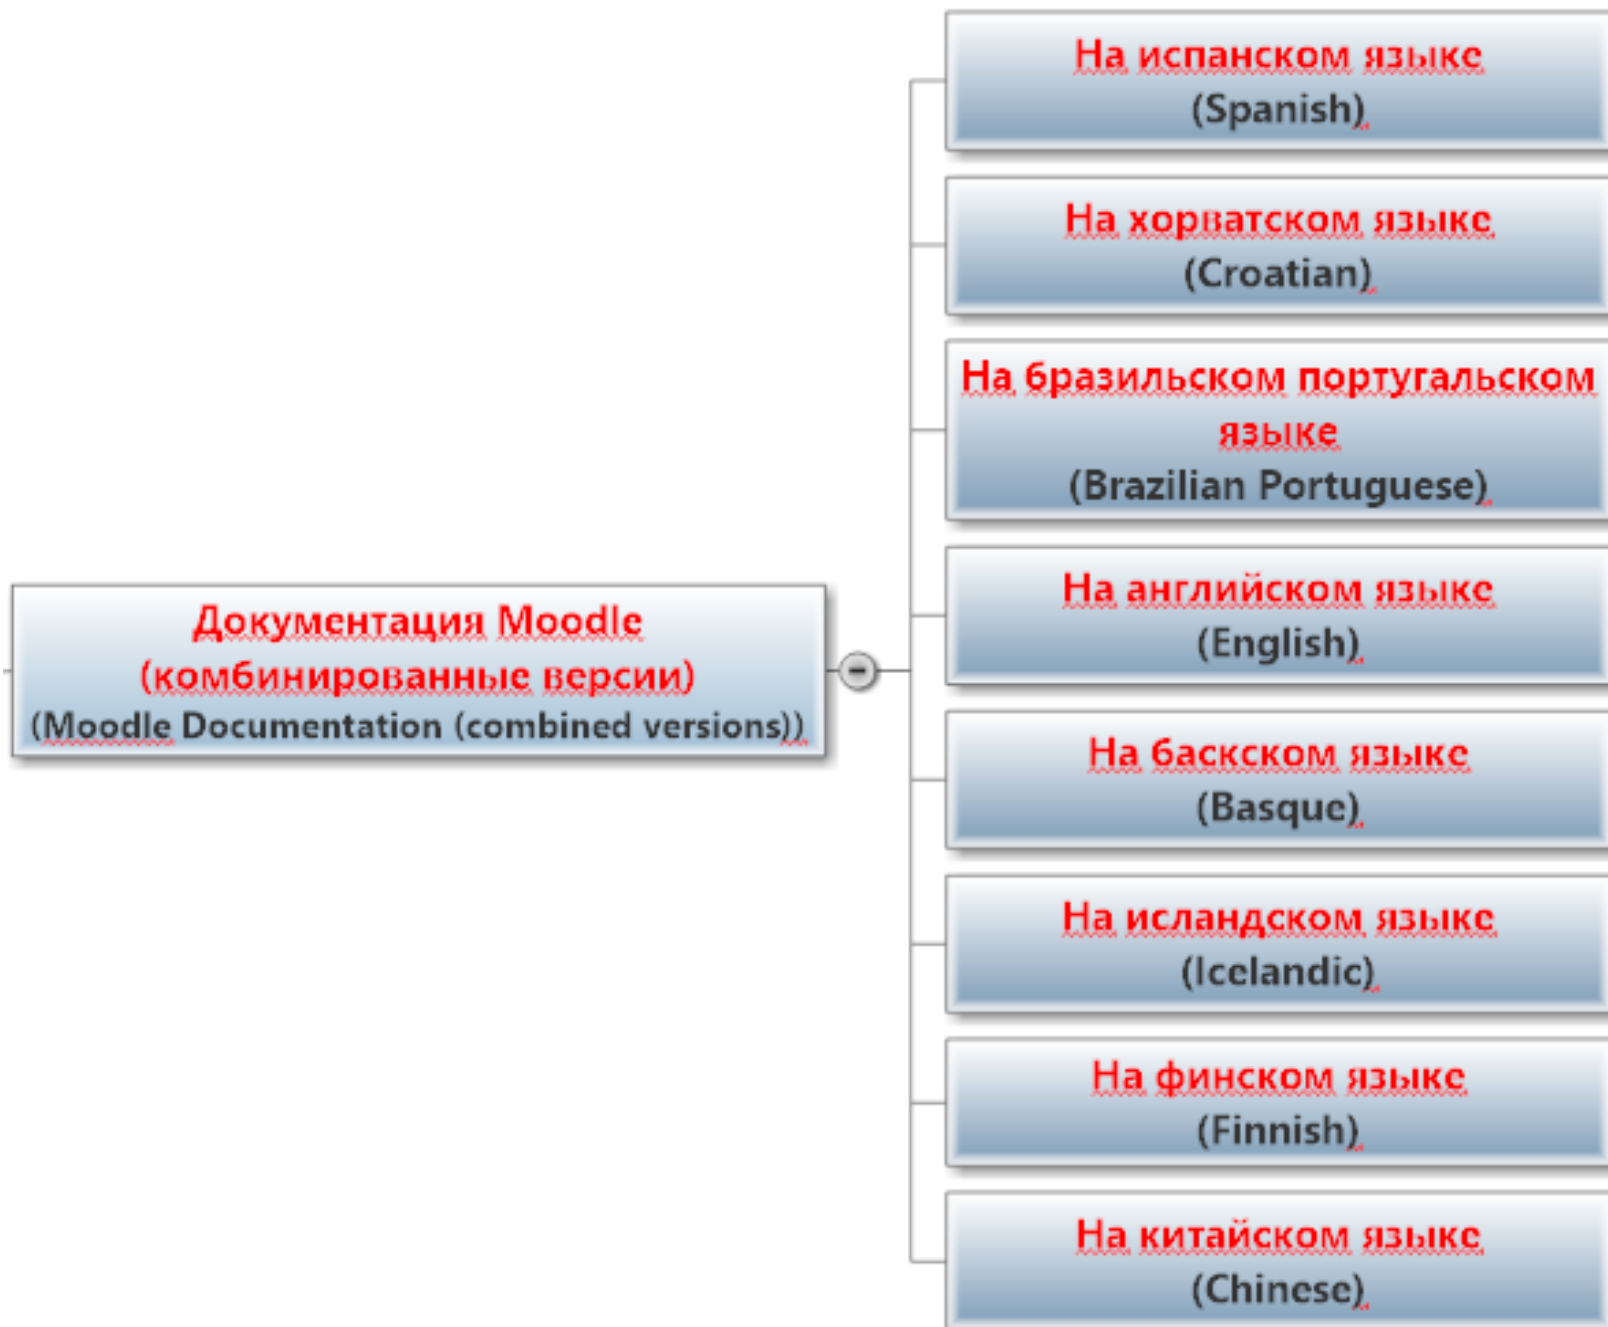 На испанском языке
(Spanish)
На хорватском языке
(Croatian)
На бразильском португальском
языке
(Brazilian Portuguese)
На английском языке
(English)
Документация Moodle
(комбинированные версии)
(Moodle Documentation (combined versions))
На баскском языке
(Basque)
На исландском языке
(Icelandic)
На финском языке
(Finnish)
На китайском языке
(Chinese)